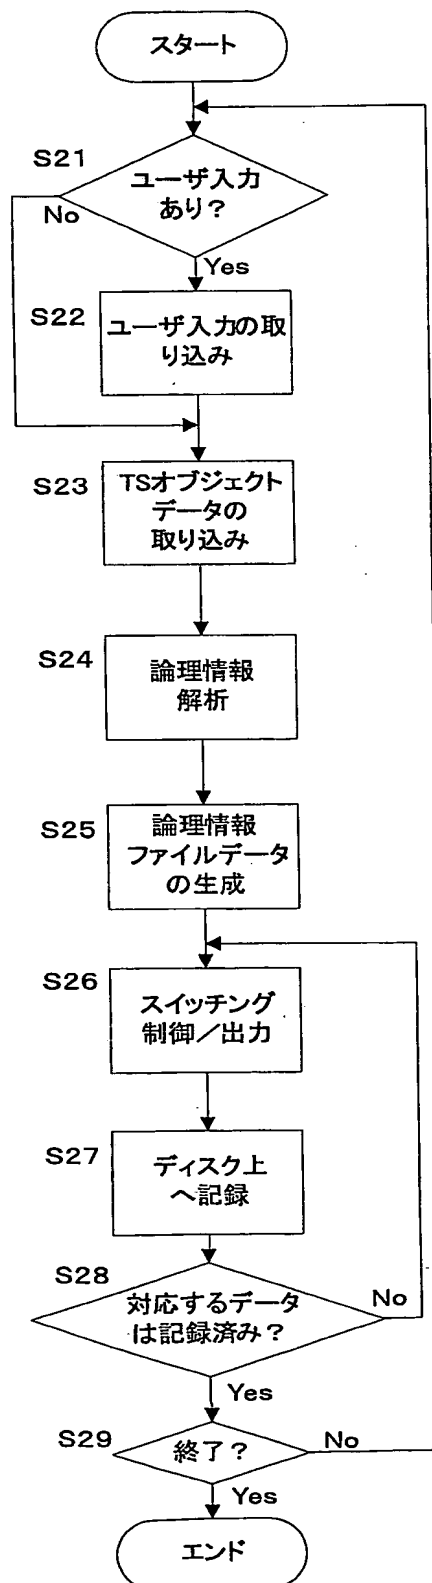 スタート
S21
ユーザ入力
あり?
No
Yes
S22
ユーザ入力の取
り込み
S23
TSオブジェクト
データの
取り込み
S24
論理情報
解析
S25
論理情報
ファイルデータ
の生成
S26
スイッチング
制御/出力
S27
ディスク上
へ記録
S28
対応するデータ
は記録済み?
No
Yes
S29
終了?
No
Yes
エンド